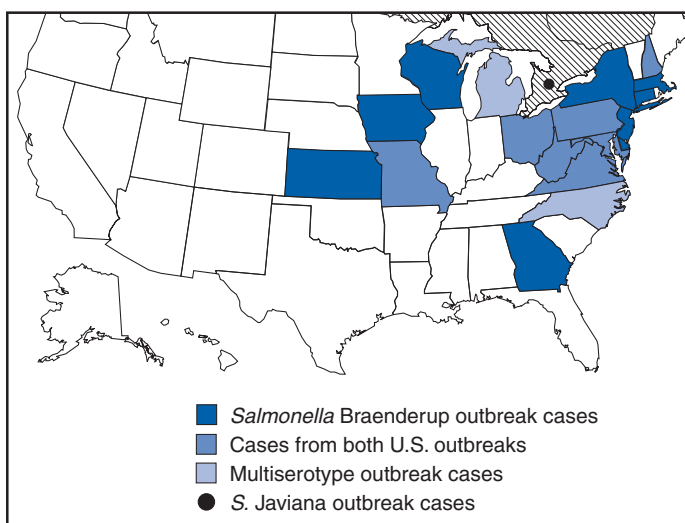 Salmonella Braenderup outbreak cases
Cases from both U.S. outbreaks
Multiserotype outbreak cases
S. Javiana outbreak cases